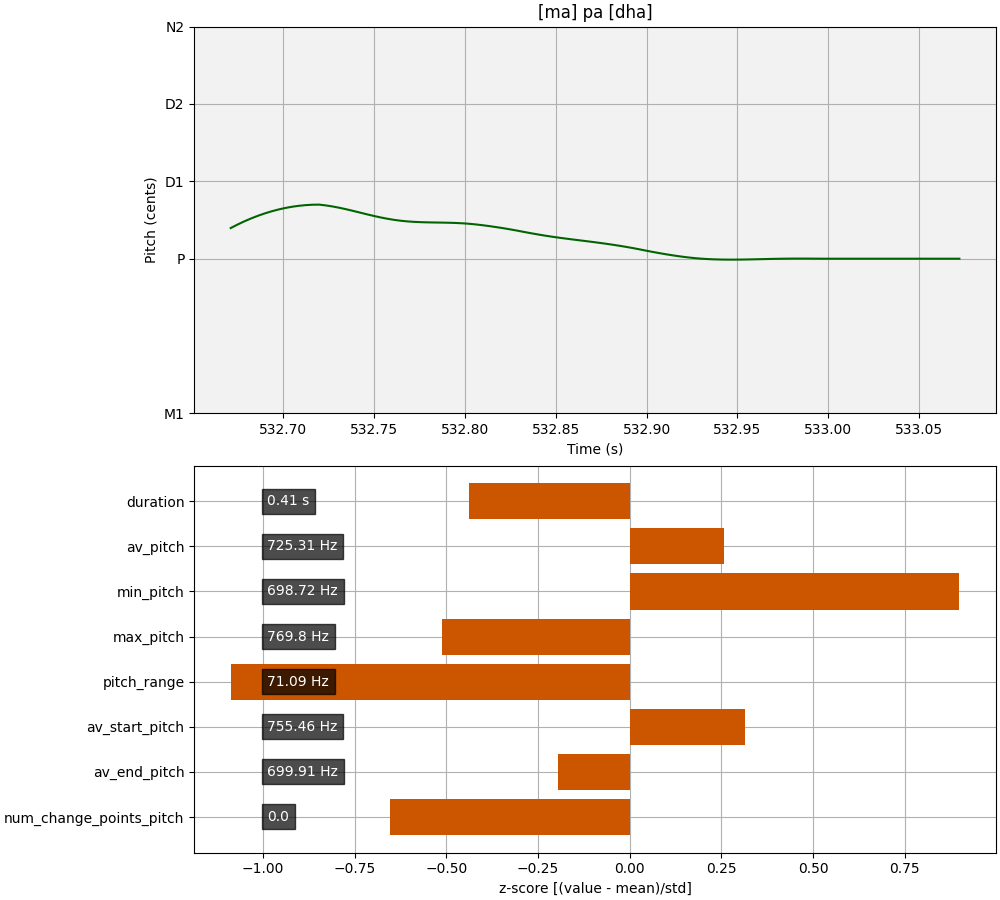 [ma] pa [dha]
N2
D2
D1
P
M1
Pitch (cents)
532.70 532.75 532.80 532.85 532.90 532.95 533.00 533.05
Time (s)
duration 0.41 s
av_pitch 725.31 Hz
min_pitch 698.72 Hz
max_pitch 769.8 Hz
pitch_range 71.09 Hz
av_start_pitch 755.46 Hz
av_end_pitch 699.91 Hz
num_change_points_pitch 0.0
−1.00 −0.75 −0.50 −0.25 0.00 0.25 0.50 0.75
z-score [(value - mean)/std]